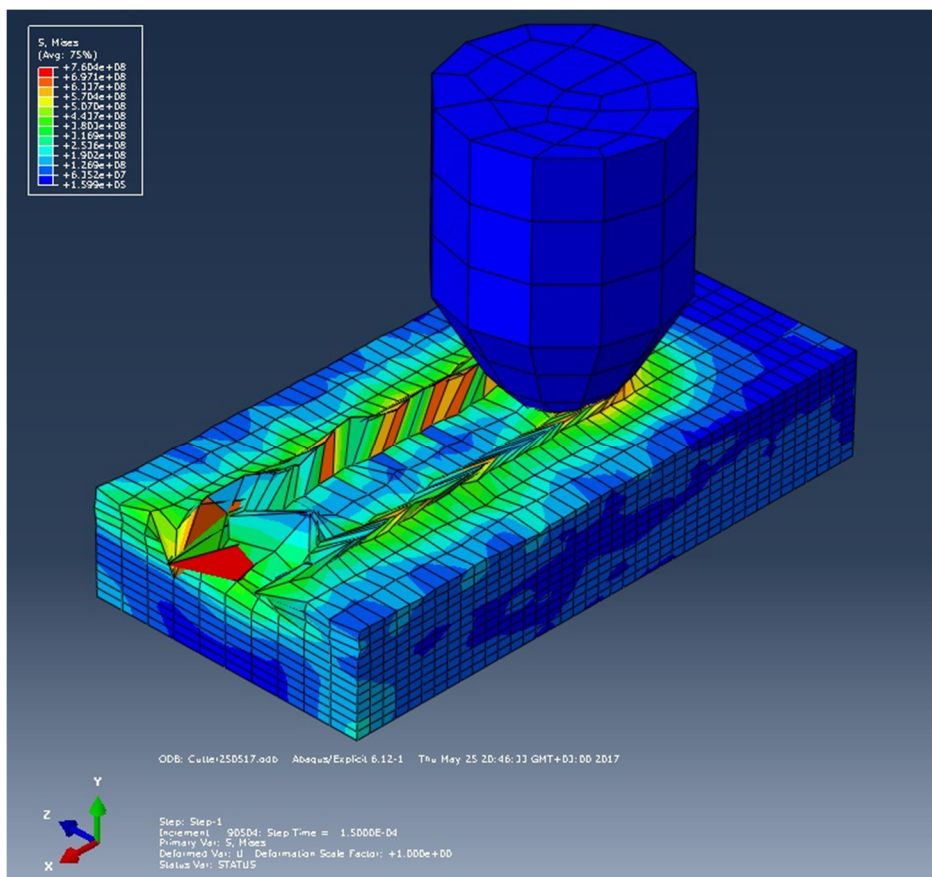 S, Mises
(Avg: 75%)
+7.604e+08
+6.971e+08
+6.337e+08
+5.704e+08
+5.070e+08
+4.437e+08
+3.803e+08
+3.169e+08
+2.536e+08
+1.902e+08
+1.269e+08
+6.352e+07
+1.599e+05
ODB: Cutter250517.odb Abaqus/Explicit 6.12-1 Thu May 25 20:46:33 GMT+03:00 2017
Y
Z
X
Step: Step-1
Increment 90504: Step Time = 1.5000E-04
Primary Var: S, Mises
Deformed Var: U Deformation Scale Factor: +1.000e+00
Status Var: STATUS